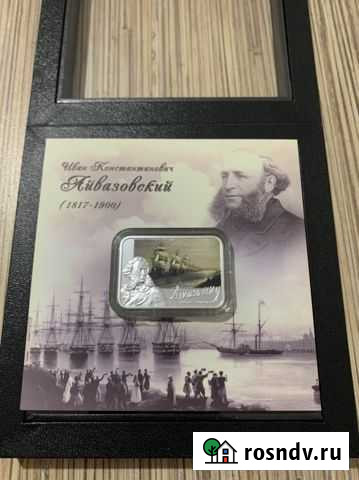 Иван Константинович
Айвазовский
(1817-1900)
rosndv.ru